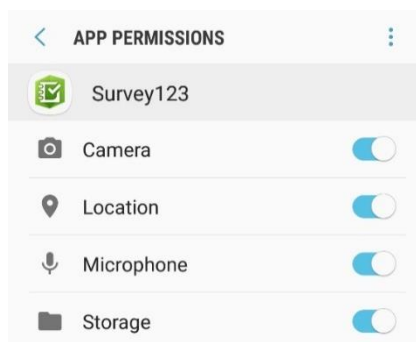 APP PERMISSIONS
Survey123
Camera
Location
Microphone
Storage